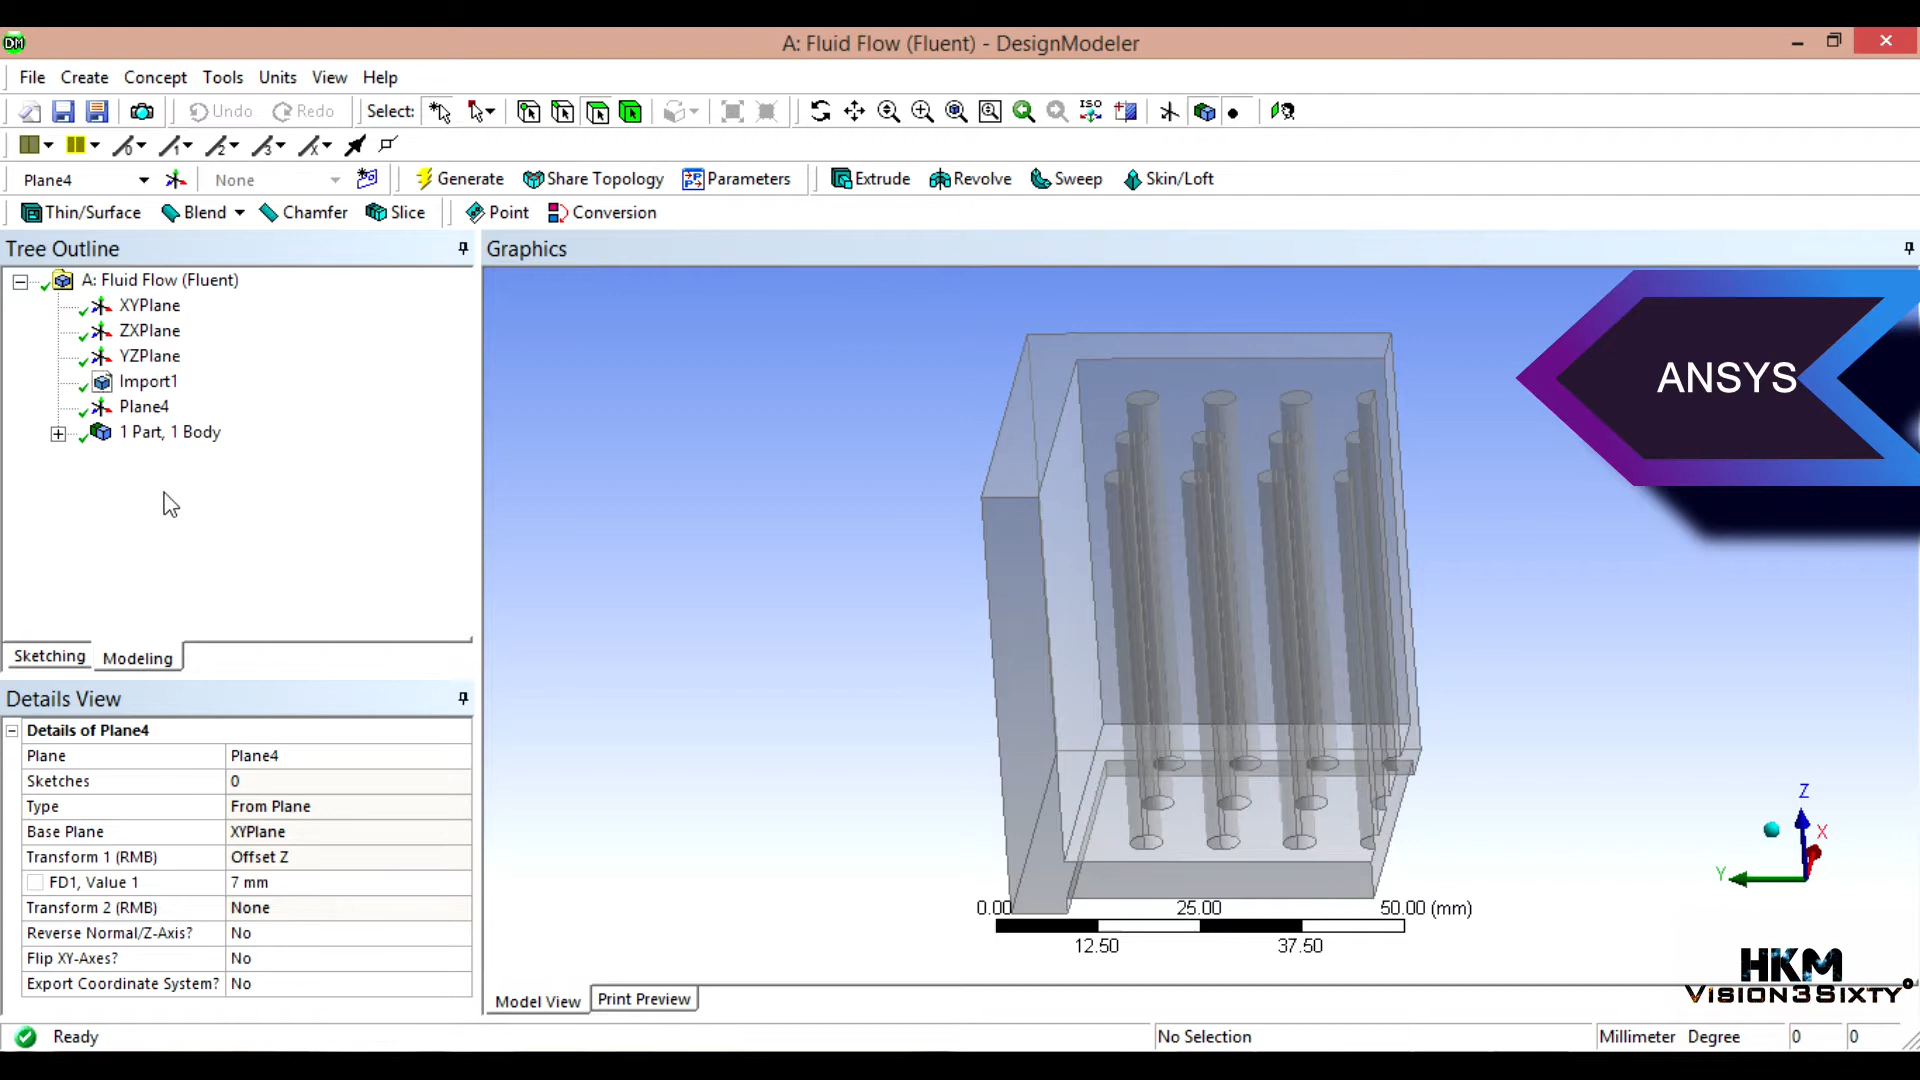 DM
A: Fluid Flow (Fluent) - DesignModeler
File Create Concept Tools Units View Help
Undo Redo Select: ISO
Plane4 None Generate Share Topology Parameters Extrude Revolve Sweep Skin/Loft
Thin/Surface Blend Chamfer Slice Point Conversion
Tree Outline
A: Fluid Flow (Fluent)
XYPlane
ZXPlane
YZPlane
Import1
Plane4
1 Part, 1 Body
Sketching Modeling
Details View
Details of Plane4
Plane Plane4
Sketches 0
Type From Plane
Base Plane XYPlane
Transform 1 (RMB) Offset Z
FD1, Value 1 7 mm
Transform 2 (RMB) None
Reverse Normal/Z-Axis? No
Flip XY-Axes? No
Export Coordinate System? No
Graphics
ANSYS
Z
X
Y
0.00 25.00 50.00 (mm)
12.50 37.50
HKM
VISION3SIXTY°
Model View Print Preview
Ready No Selection Millimeter Degree 0 0